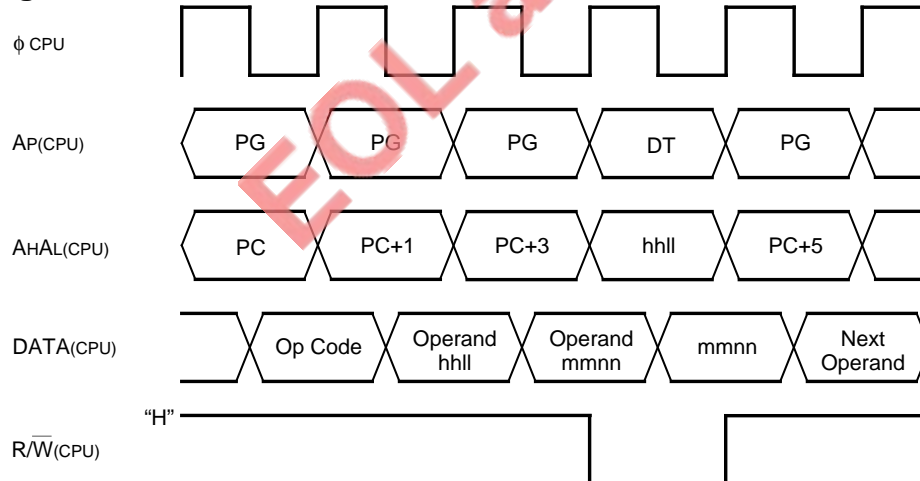 ϕ CPU
AP(CPU) PG PG PG DT PG
AHAL(CPU) PC PC+1 PC+3 hhll PC+5
DATA(CPU) Op Code Operand hhll Operand mmnn mmnn Next Operand
"H"
R/W̅(CPU)
EOL